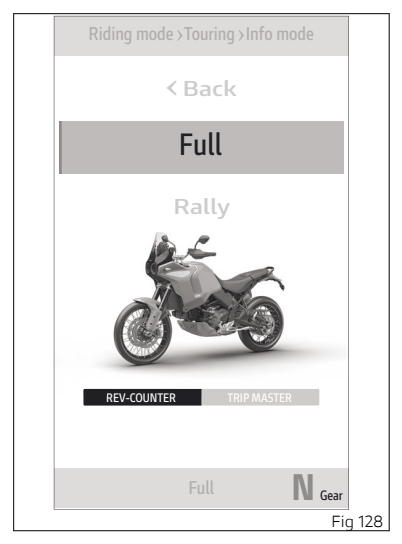 Riding mode ›Touring ›Info mode
‹ Back
Full
Rally
REV-COUNTER TRIP MASTER
Full N Gear
Fig 128